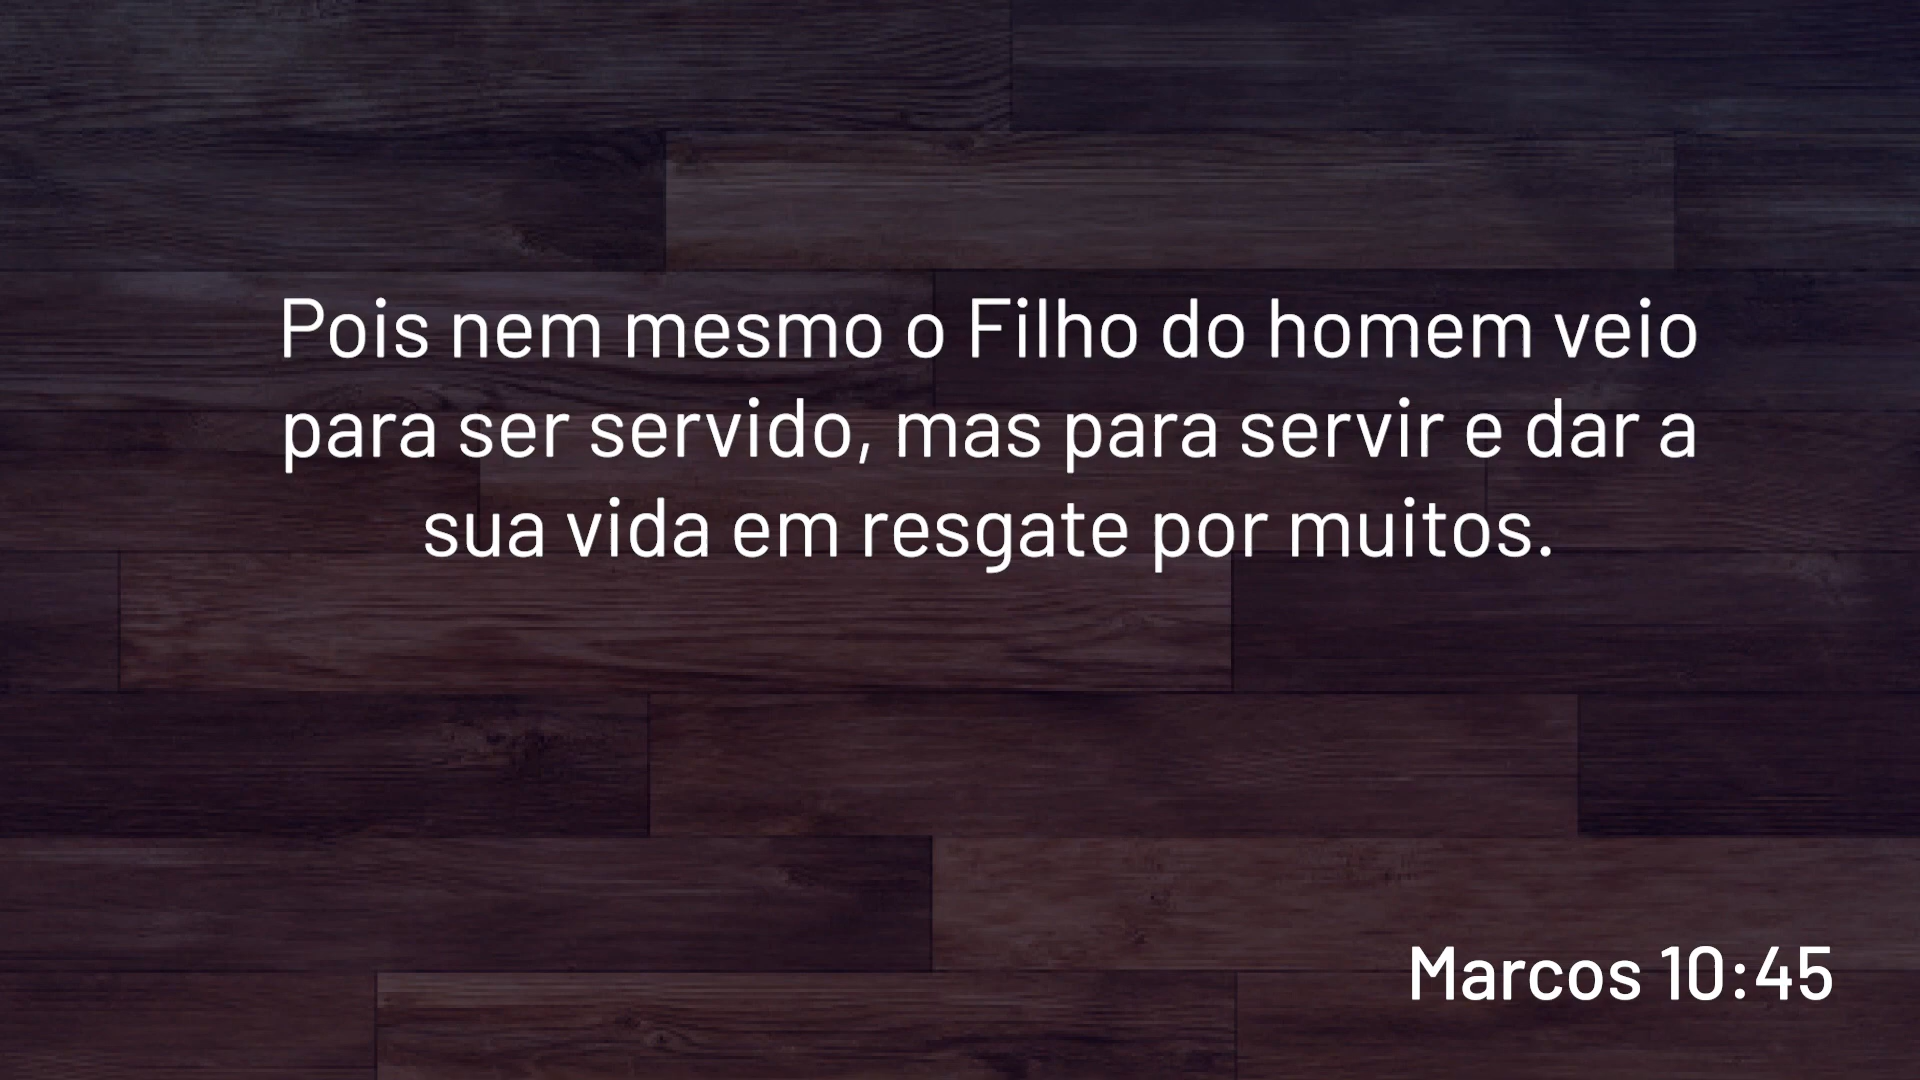 Pois nem mesmo o Filho do homem veio
para ser servido, mas para servir e dar a
sua vida em resgate por muitos.
Marcos 10:45